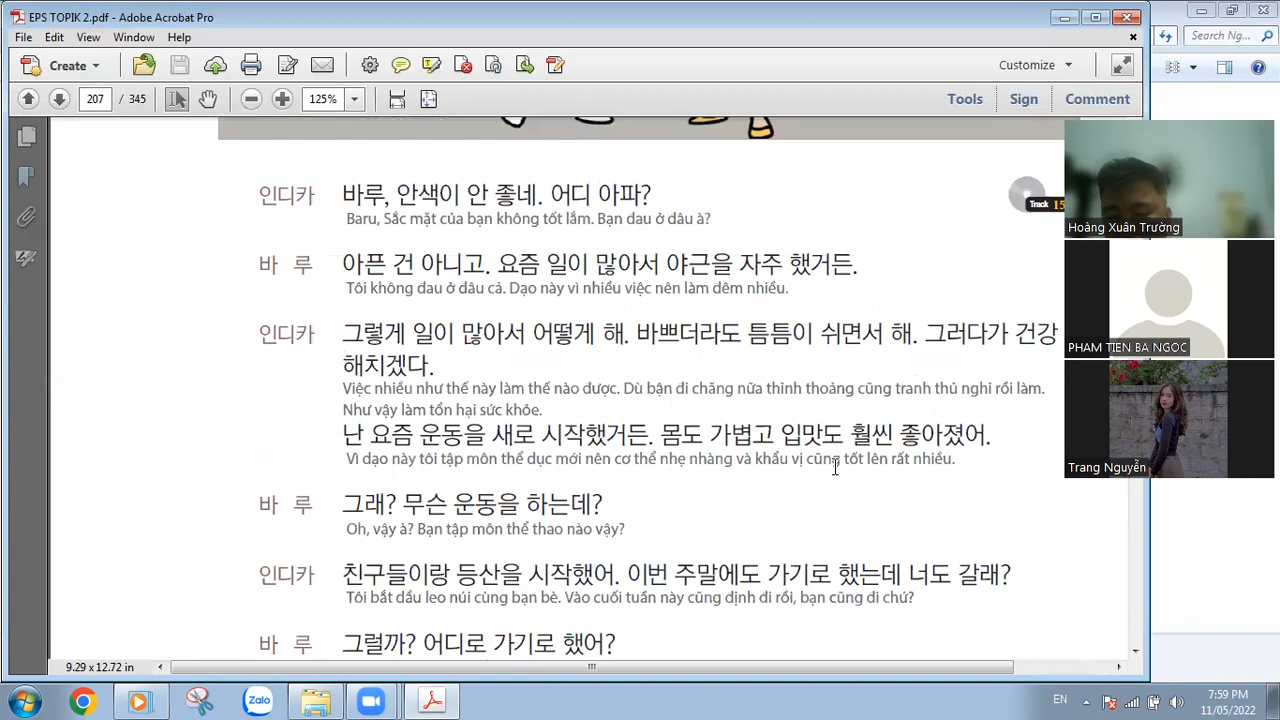 EPS TOPIK 2.pdf - Adobe Acrobat Pro
File Edit View Window Help
Search Ng...
Create
Customize
207 / 345
125%
Tools Sign Comment
인디카 바루, 안색이 안 좋네. 어디 아파?
Baru, Sắc mặt của bạn không tốt lắm. Bạn đau ở đâu à?
Track 15
바 루 아픈 건 아니고. 요즘 일이 많아서 야근을 자주 했거든.
Tôi không đau ở đâu cả. Dạo này vì nhiều việc nên làm đêm nhiều.
인디카 그렇게 일이 많아서 어떻게 해. 바쁘더라도 틈틈이 쉬면서 해. 그러다가 건강
해치겠다.
Việc nhiều như thế này làm thế nào được. Dù bận đi chăng nữa thỉnh thoảng cũng tranh thủ nghỉ rồi làm.
Như vậy làm tổn hại sức khỏe.
난 요즘 운동을 새로 시작했거든. 몸도 가볍고 입맛도 훨씬 좋아졌어.
Vì dạo này tôi tập môn thể dục mới nên cơ thể nhẹ nhàng và khẩu vị cũng tốt lên rất nhiều.
바 루 그래? 무슨 운동을 하는데?
Oh, vậy à? Bạn tập môn thể thao nào vậy?
인디카 친구들이랑 등산을 시작했어. 이번 주말에도 가기로 했는데 너도 갈래?
Tôi bắt đầu leo núi cùng bạn bè. Vào cuối tuần này cũng định đi rồi, bạn cũng đi chứ?
바 루 그럴까? 어디로 가기로 했어?
Hoàng Xuân Trường
PHAM TIEN BA NGOC
Trang Nguyễn
9.29 x 12.72 in
Zalo
EN
7:59 PM
11/05/2022